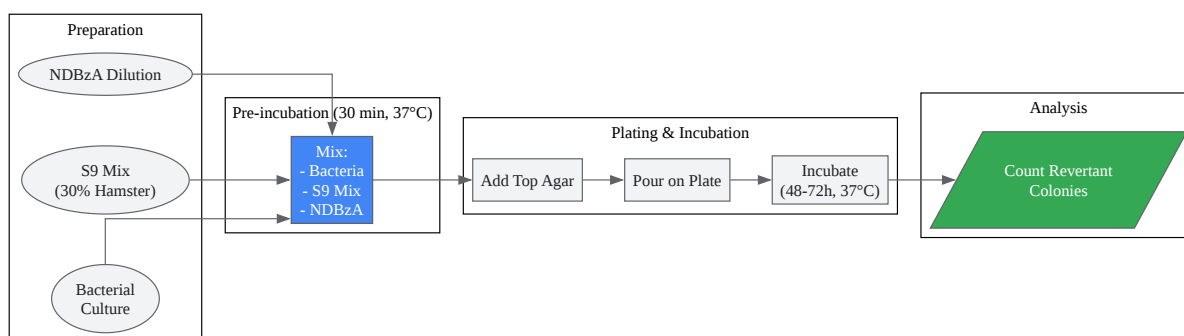 Preparation
NDBzA Dilution
S9 Mix
(30% Hamster)
Bacterial
Culture
Pre-incubation (30 min, 37°C)
Mix:
- Bacteria
- S9 Mix
- NDBzA
Plating & Incubation
Add Top Agar
Pour on Plate
Incubate
(48-72h, 37°C)
Analysis
Count Revertant
Colonies